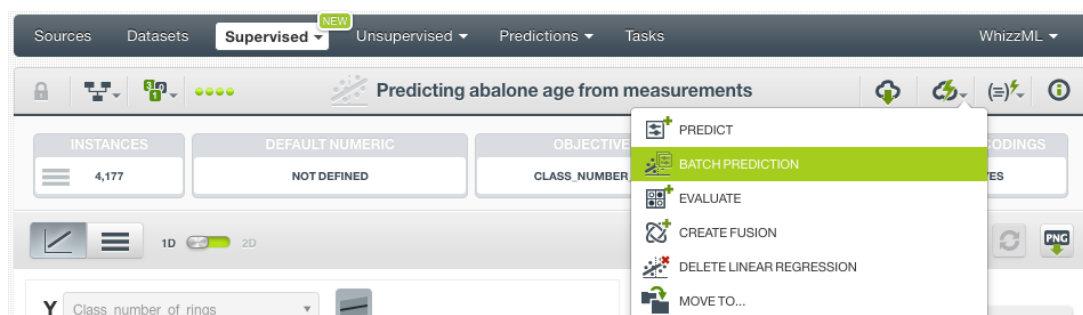 NEW
Sources Datasets Supervised Unsupervised Predictions Tasks WhizzML
Predicting abalone age from measurements
INSTANCES DEFAULT NUMERIC OBJECTIVE
4,177 NOT DEFINED CLASS_NUMBER
PREDICT
BATCH PREDICTION
EVALUATE
CREATE FUSION
DELETE LINEAR REGRESSION
MOVE TO...
1D 2D
PNG
Y Class number of rings